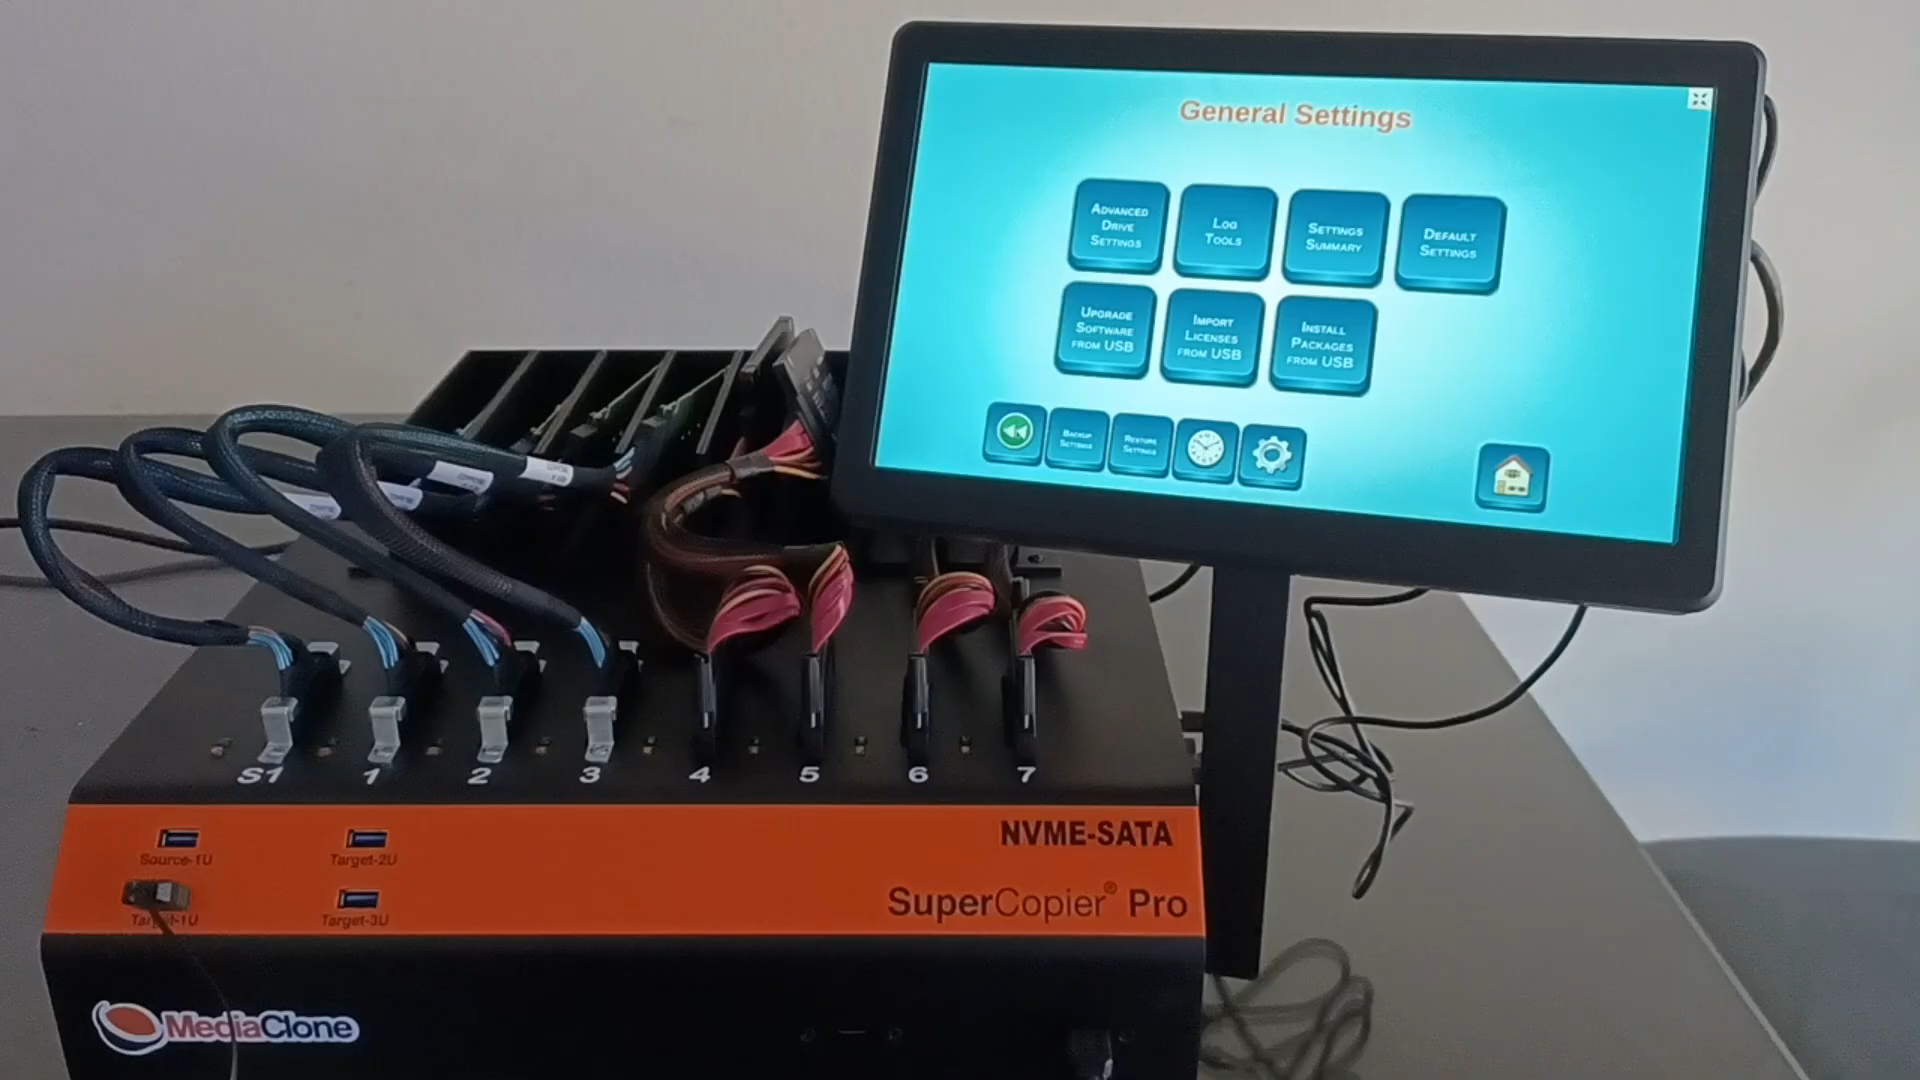 General Settings
ADVANCED
DRIVE
SETTINGS
LOG
TOOLS
SETTINGS
SUMMARY
DEFAULT
SETTINGS
UPGRADE
SOFTWARE
FROM USB
IMPORT
LICENSES
FROM USB
INSTALL
PACKAGES
FROM USB
BACKUP
SETTINGS
RESTORE
SETTINGS
S1 1 2 3 4 5 6 7
NVME-SATA
Source-1U
Target-2U
SuperCopier® Pro
Target-1U
Target-3U
MediaClone